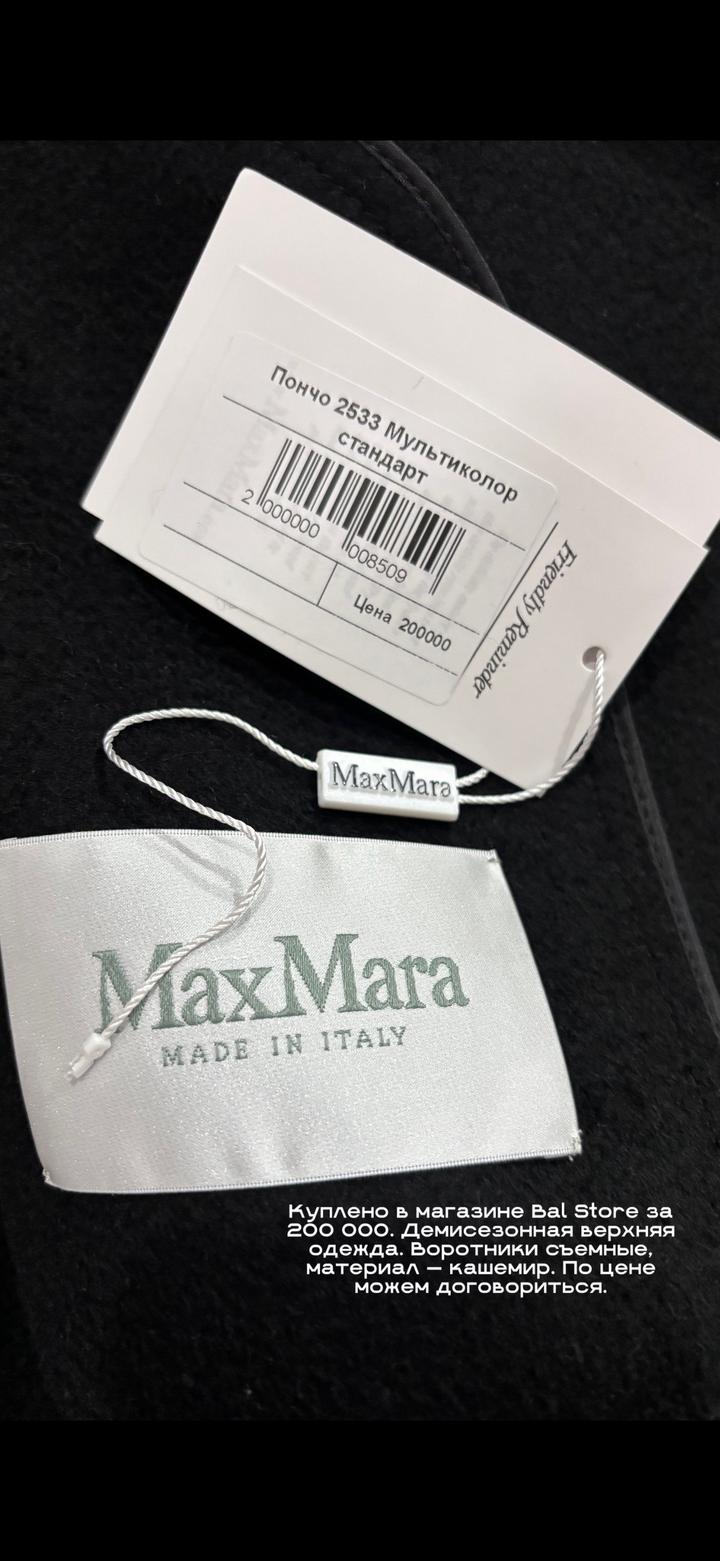 Пончо 2533 Мультиколор
стандарт
2 000000 008509
Цена 200000
Friendly Reminder
MaxMara
MaxMara
MADE IN ITALY
Куплено в магазине Bal Store за
200 000. Демисезонная верхняя
одежда. Воротники съемные,
материал — кашемир. По цене
можем договориться.